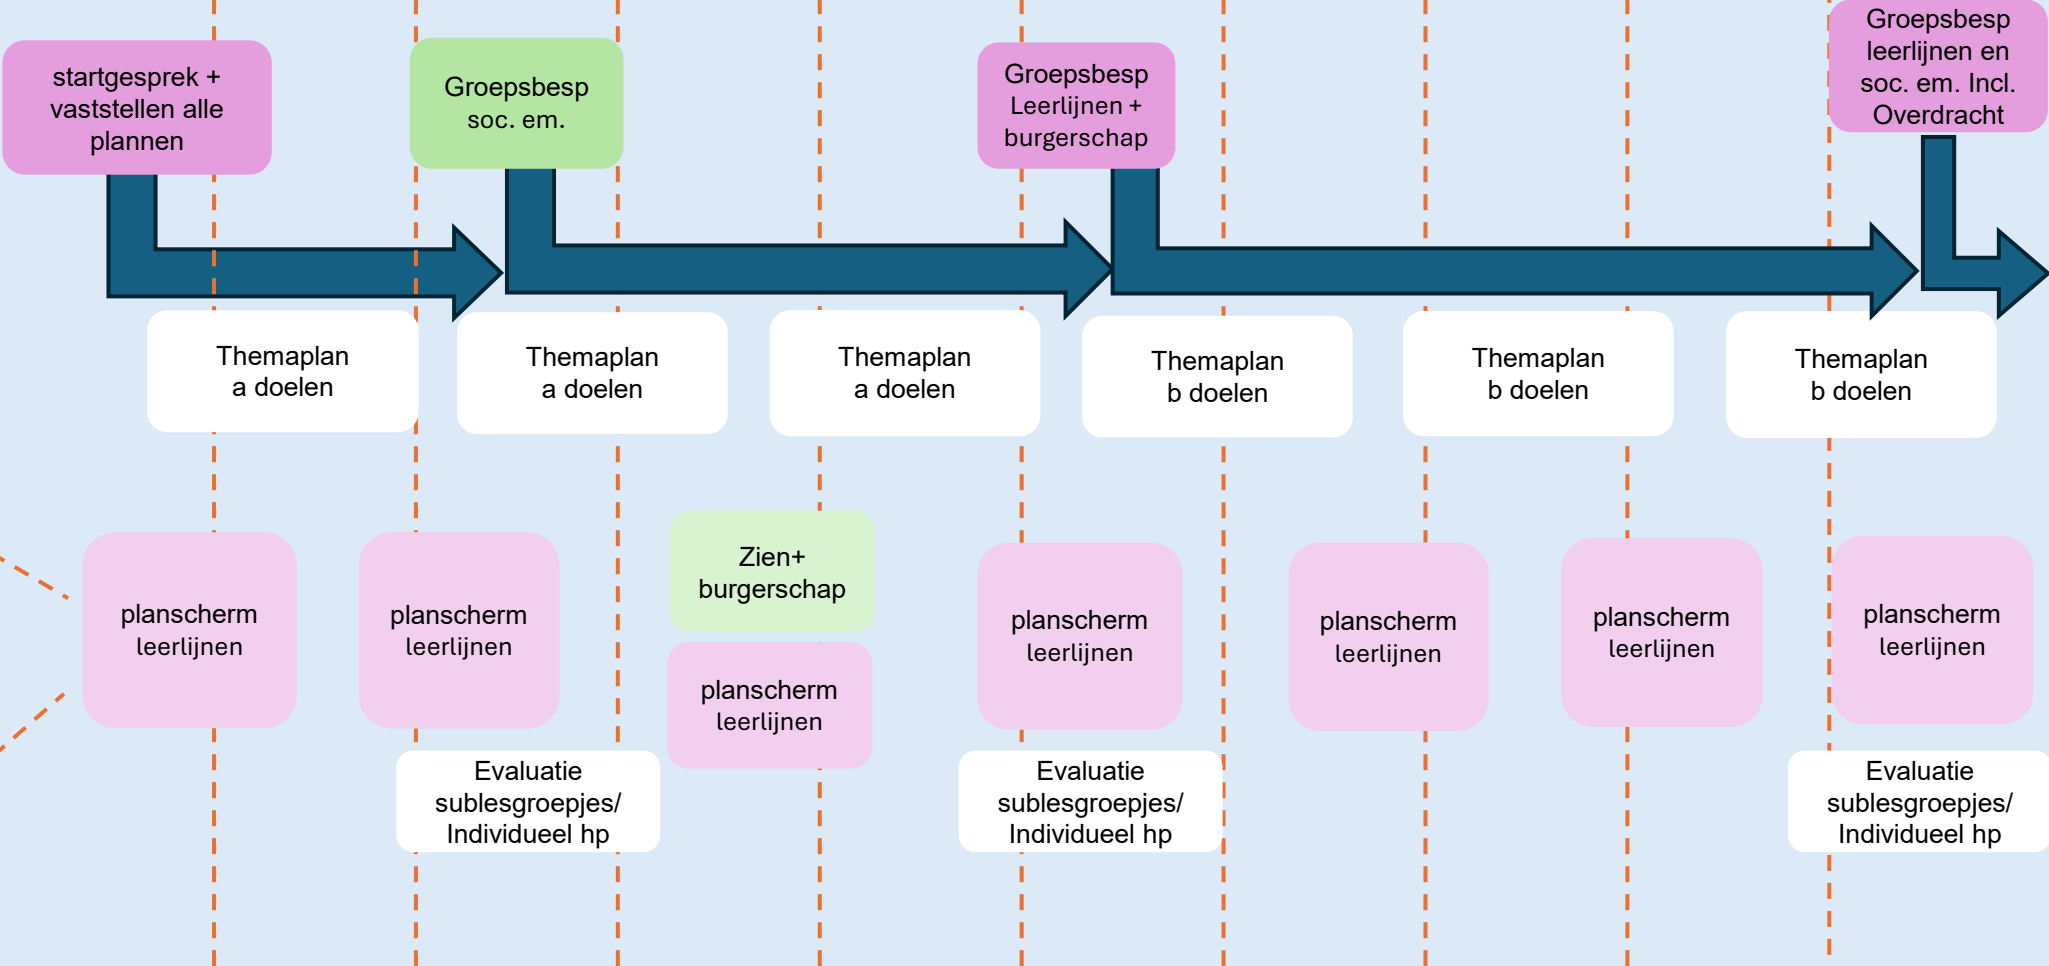 startgesprek +
vaststellen alle
plannen
Groepsbesp
soc. em.
Groepsbesp
Leerlijnen +
burgerschap
Groepsbesp
leerlijnen en
soc. em. Incl.
Overdracht
Themaplan
a doelen
Themaplan
a doelen
Themaplan
a doelen
Themaplan
b doelen
Themaplan
b doelen
Themaplan
b doelen
planscherm
leerlijnen
planscherm
leerlijnen
Zien+
burgerschap
planscherm
leerlijnen
planscherm
leerlijnen
planscherm
leerlijnen
planscherm
leerlijnen
planscherm
leerlijnen
Evaluatie
sublesgroepjes/
Individueel hp
Evaluatie
sublesgroepjes/
Individueel hp
Evaluatie
sublesgroepjes/
Individueel hp